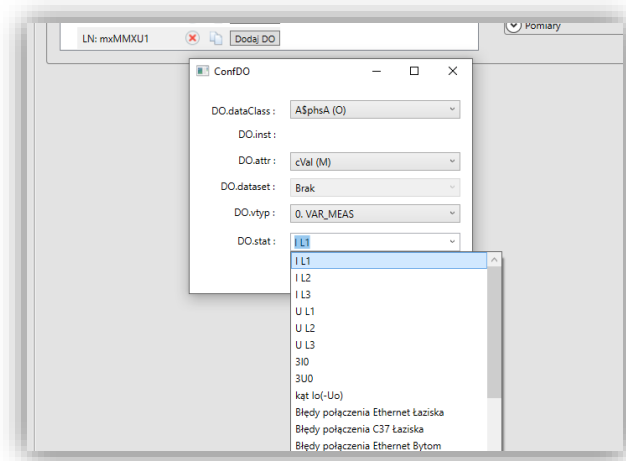 Pomiary
LN: mxMMXU1 Dodaj DO
ConfDO
DO.dataClass : A$phsA (O)
DO.inst :
DO.attr : cVal (M)
DO.dataset : Brak
DO.vtyp : 0. VAR_MEAS
DO.stat : I L1
I L1
I L2
I L3
U L1
U L2
U L3
3I0
3U0
kąt Io(-Uo)
Błędy połączenia Ethernet Łaziska
Błędy połączenia C37 Łaziska
Błędy połączenia Ethernet Bytom